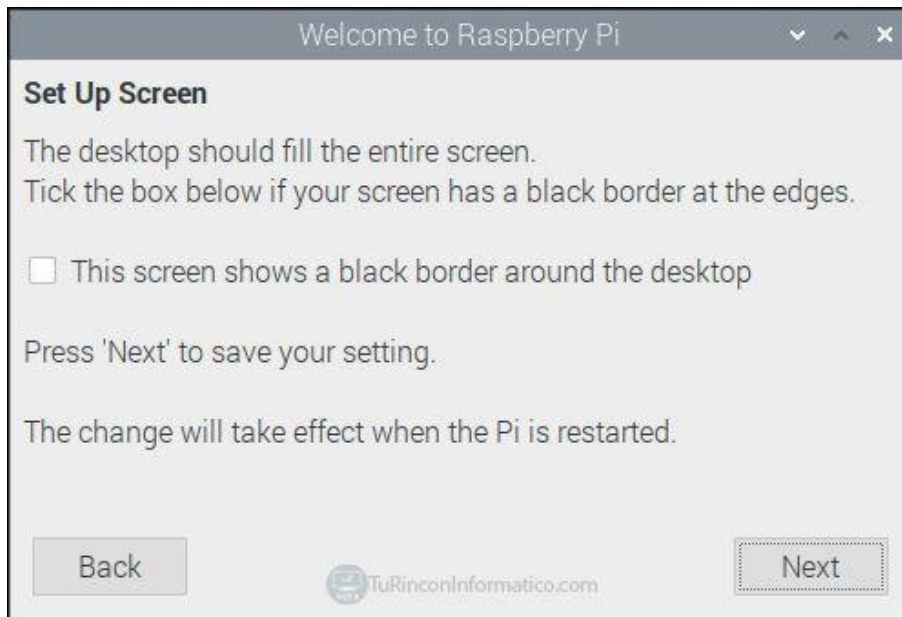 Welcome to Raspberry Pi
Set Up Screen
The desktop should fill the entire screen.
Tick the box below if your screen has a black border at the edges.
This screen shows a black border around the desktop
Press 'Next' to save your setting.
The change will take effect when the Pi is restarted.
Back
TuRinconInformatico.com
Next